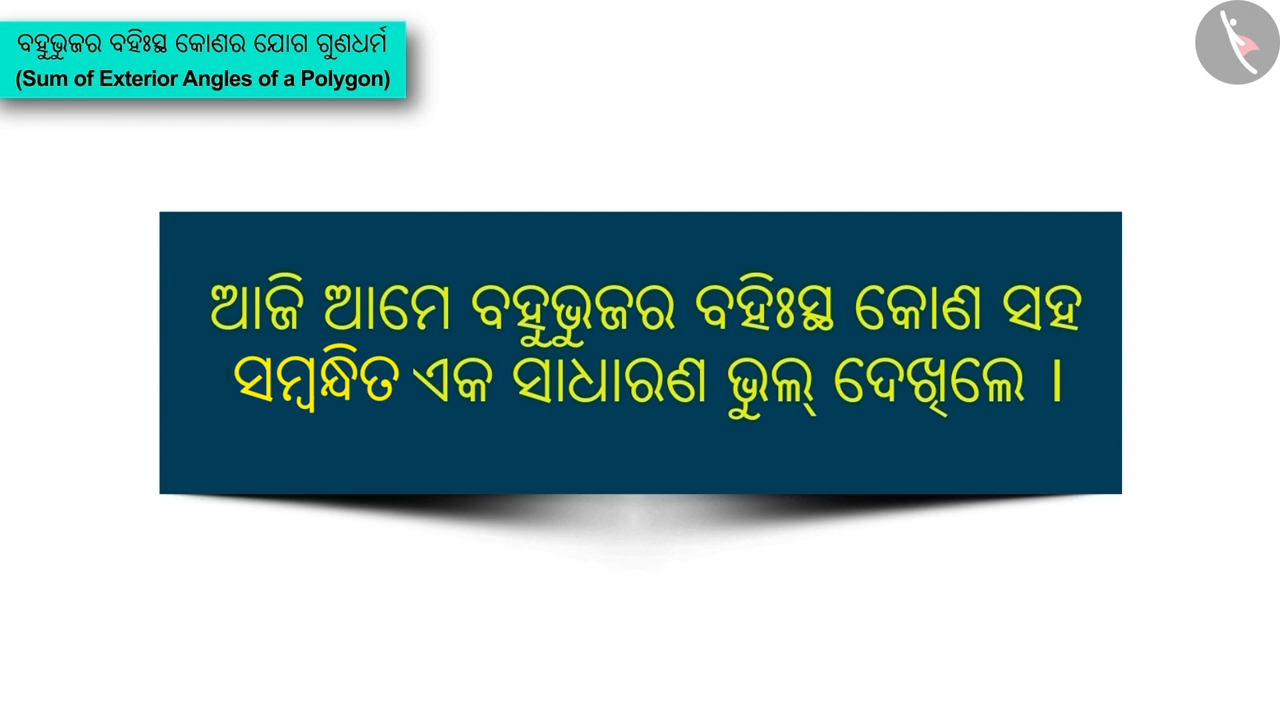 ବହୁଭୁଜର ବହିଃସ୍ଥ କୋଣର ଯୋଗ ଗୁଣଧର୍ମ
(Sum of Exterior Angles of a Polygon)
ଆଜି ଆମେ ବହୁଭୁଜର ବହିଃସ୍ଥ କୋଣ ସହ
ସମ୍ବନ୍ଧିତ ଏକ ସାଧାରଣ ଭୁଲ୍ ଦେଖିଲେ ।